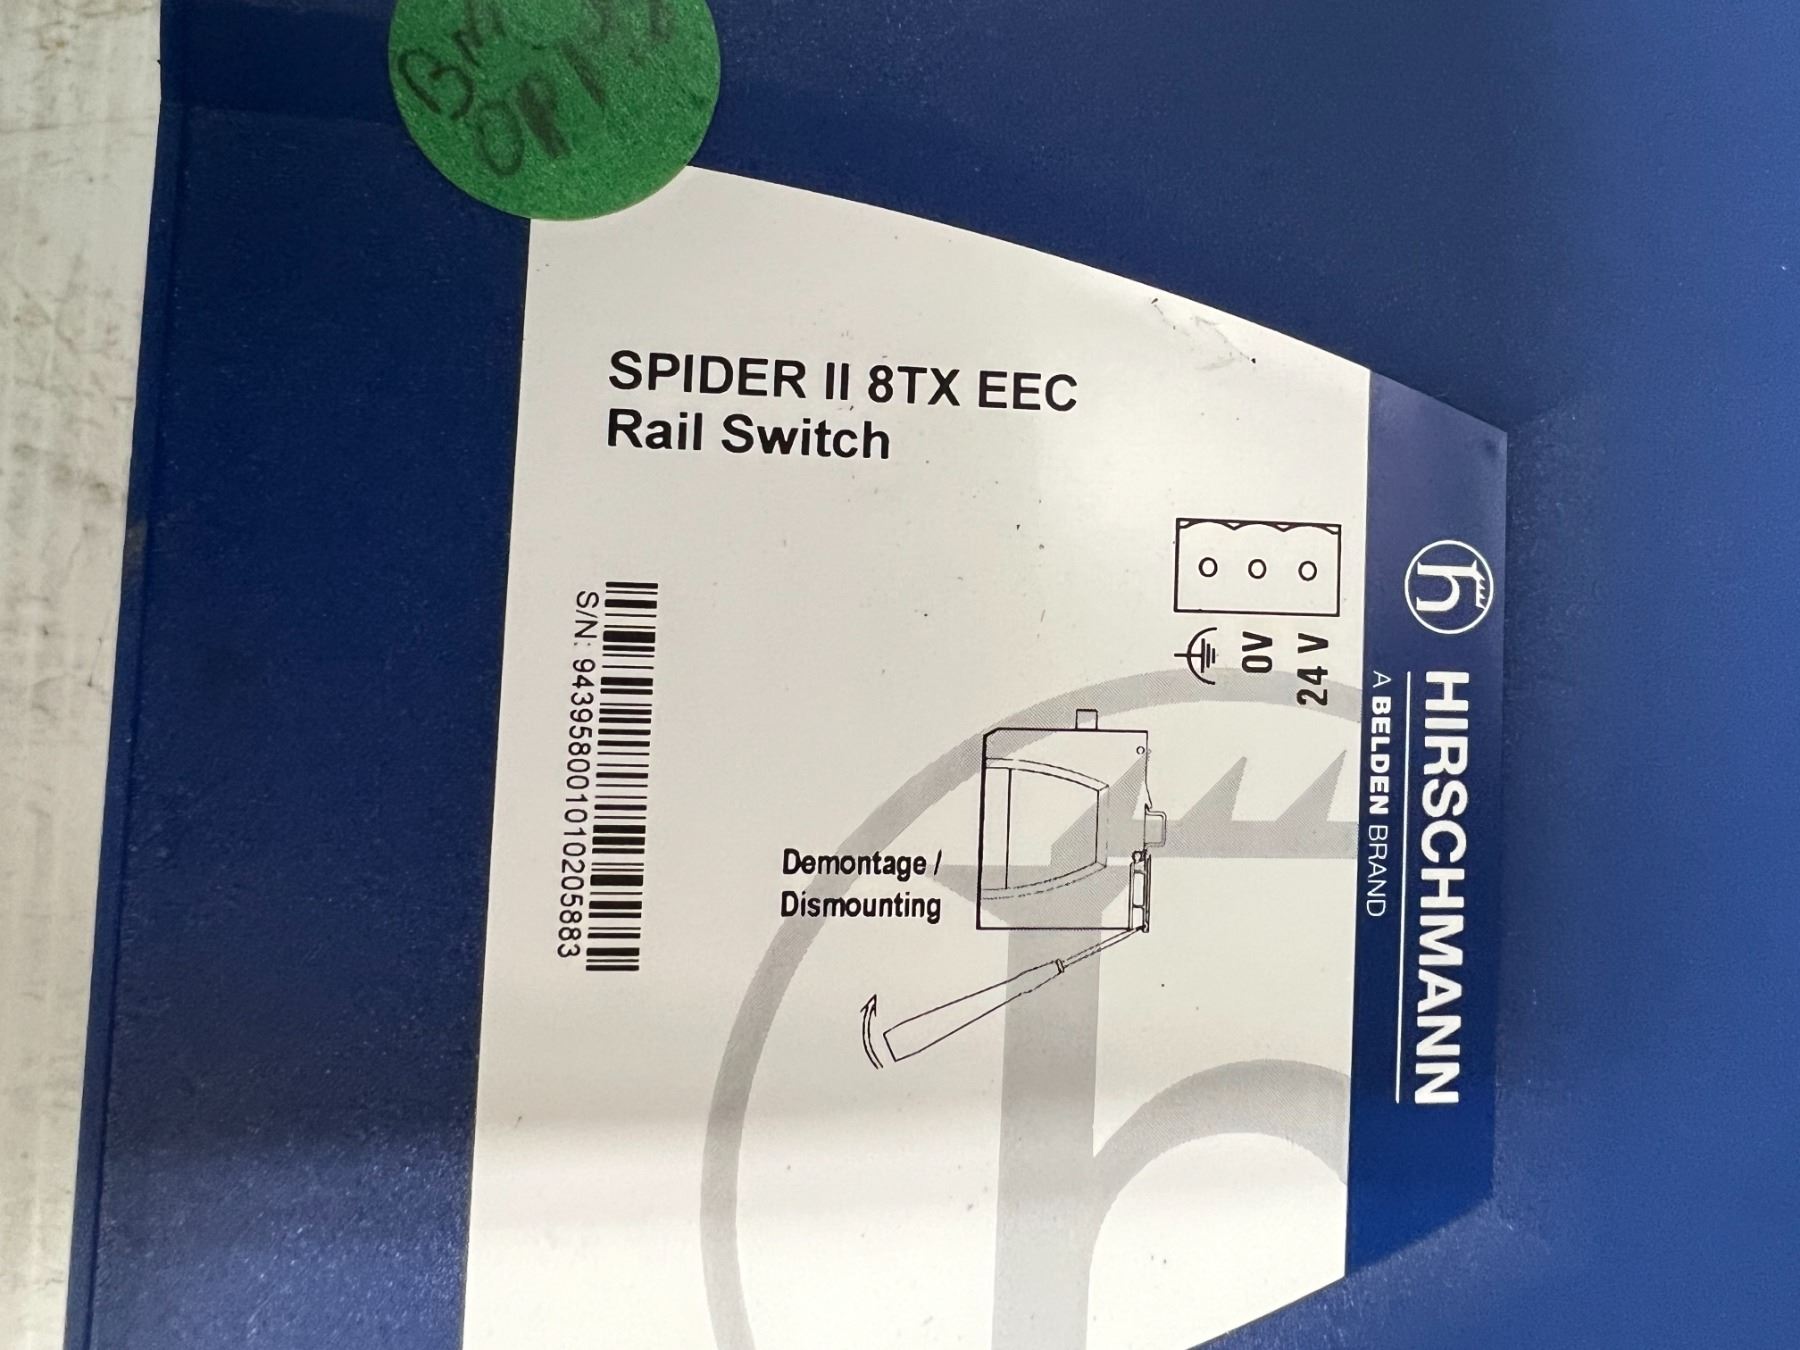 SPIDER II 8TX EEC
Rail Switch
S/N: 943958001010205883
24 V
0V
Demontage /
Dismounting
HIRSCHMANN
A BELDEN BRAND